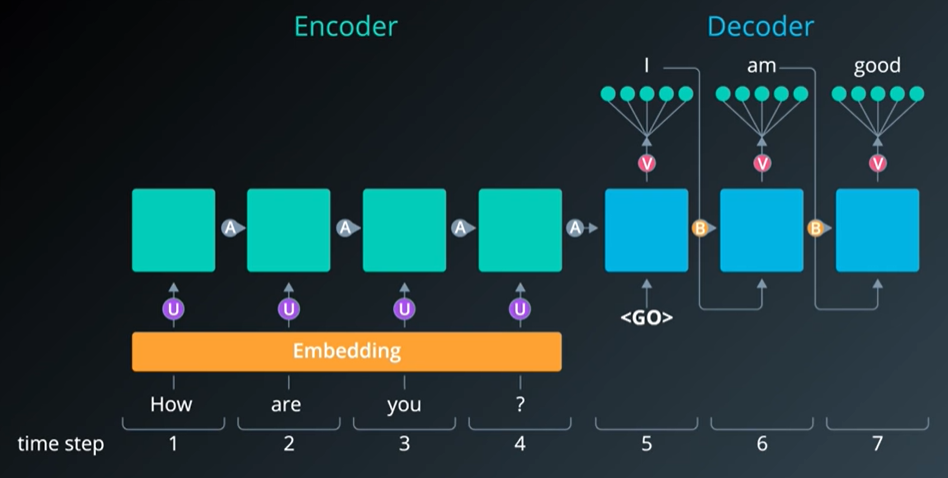 Encoder Decoder
I am good
V V V
A A A A B B
U U U U
<GO>
Embedding
How are you ?
time step 1 2 3 4 5 6 7